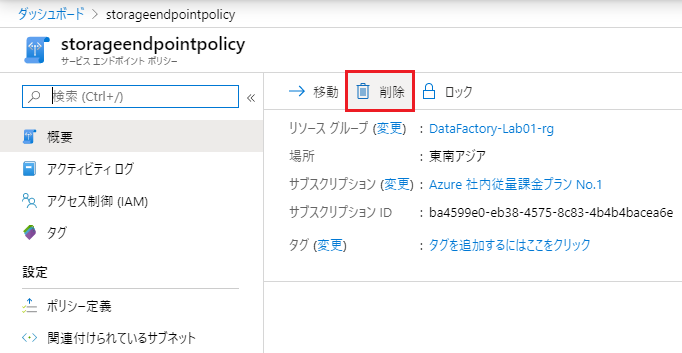 ダッシュボード > storageendpointpolicy
storageendpointpolicy
サービス エンドポイント ポリシー
検索 (Ctrl+/)
«
概要
アクティビティ ログ
アクセス制御 (IAM)
タグ
設定
ポリシー定義
関連付けられているサブネット
→ 移動 削除 ロック
リソース グループ (変更) : DataFactory-Lab01-rg
場所 : 東南アジア
サブスクリプション (変更) : Azure 社内従量課金プラン No.1
サブスクリプション ID : ba4599e0-eb38-4575-8c83-4b4b4bacea6e
タグ (変更) : タグを追加するにはここをクリック